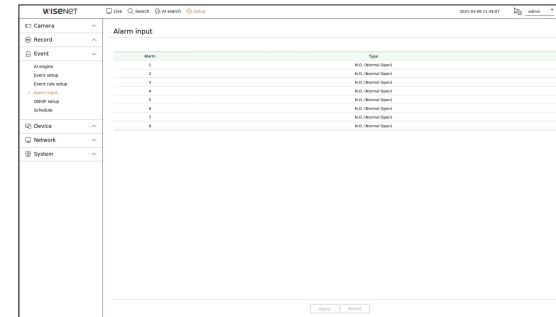 WISENET
Live Search AI search Setup 2021-01-06 11:34:07 admin
Camera
Record
Event
AI engine
Event setup
Event rule setup
Alarm input
ONVIF setup
Schedule
Device
Network
System
Alarm input
Alarm Type
1 N.O. (Normal Open)
2 N.O. (Normal Open)
3 N.O. (Normal Open)
4 N.O. (Normal Open)
5 N.O. (Normal Open)
6 N.O. (Normal Open)
7 N.O. (Normal Open)
8 N.O. (Normal Open)
Apply Revert